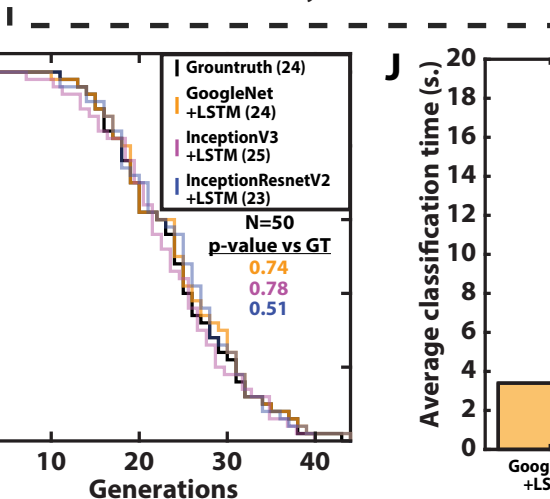 Grountruth (24)
GoogleNet
+LSTM (24)
InceptionV3
+LSTM (25)
InceptionResnetV2
+LSTM (23)
N=50
p-value vs GT
0.74
0.78
0.51
10
20
30
40
Generations
J
Average classification time (s.)
20
18
16
14
12
10
8
6
4
2
0
Goog
+LS